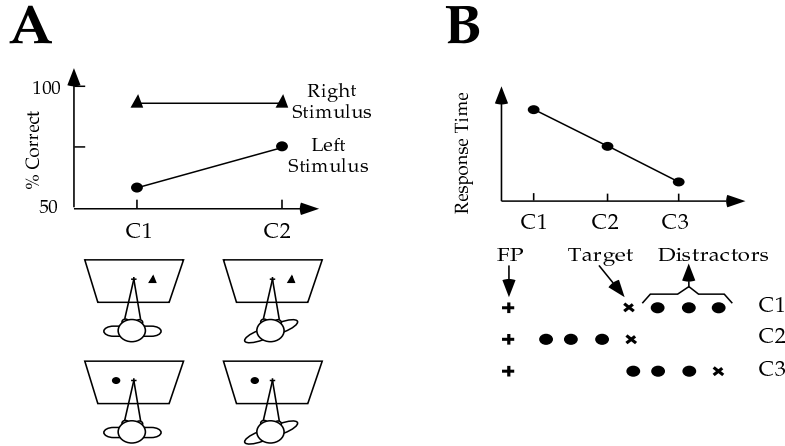 A
100
50
% Correct
Right
Stimulus
Left
Stimulus
C1
C2
B
Response Time
C1
C2
C3
FP
Target
Distractors
C1
C2
C3